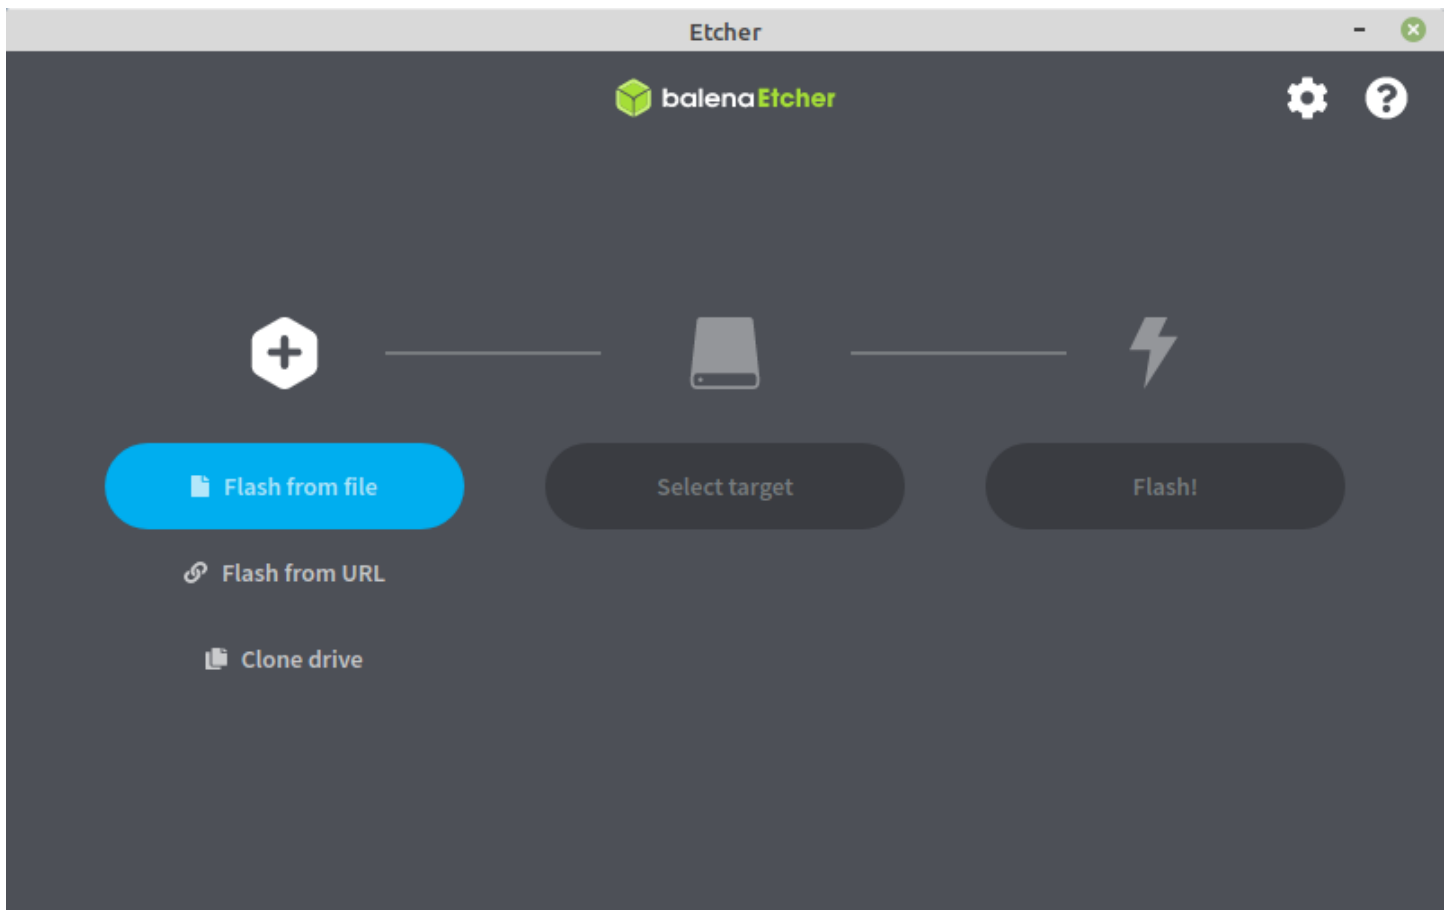 Etcher
balenaEtcher
Flash from file
Select target
Flash!
Flash from URL
Clone drive